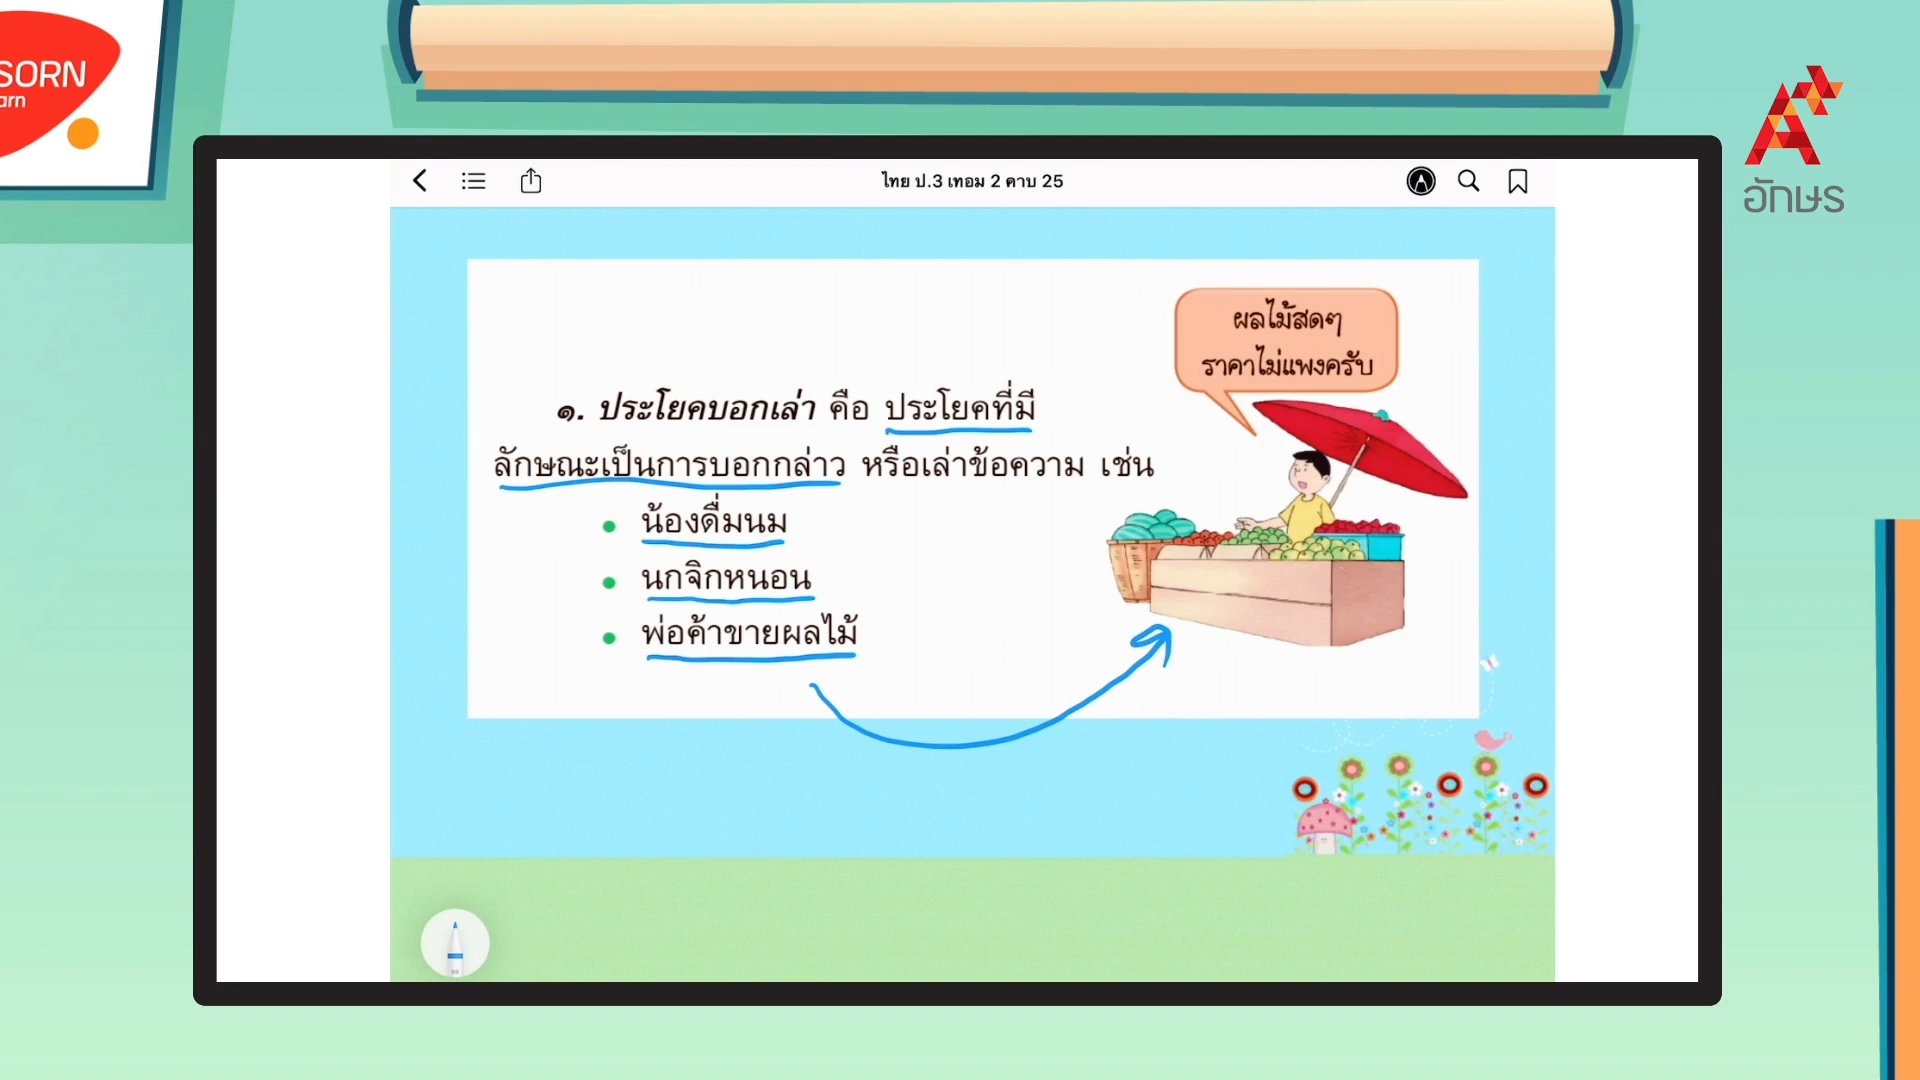 SORN
arn
อักษร
ไทย ป.3 เทอม 2 คาบ 25
ผลไม้สดๆ
ราคาไม่แพงครับ
๑. ประโยคบอกเล่า คือ ประโยคที่มี
ลักษณะเป็นการบอกกล่าว หรือเล่าข้อความ เช่น
• น้องดื่มนม
• นกจิกหนอน
• พ่อค้าขายผลไม้